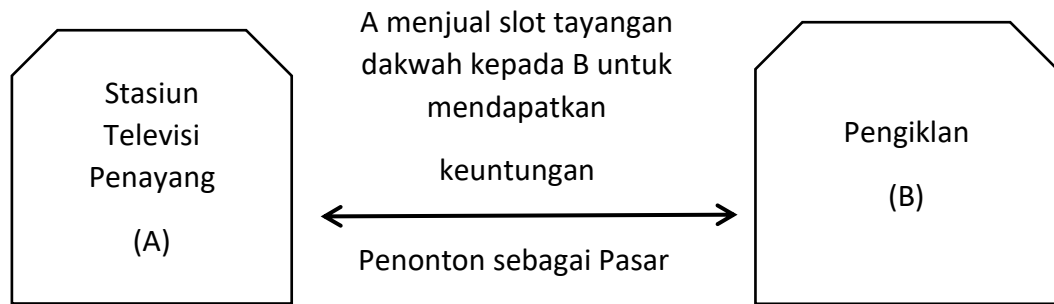 Stasiun
Televisi
Penayang
(A)
A menjual slot tayangan
dakwah kepada B untuk
mendapatkan
keuntungan
Penonton sebagai Pasar
Pengiklan
(B)